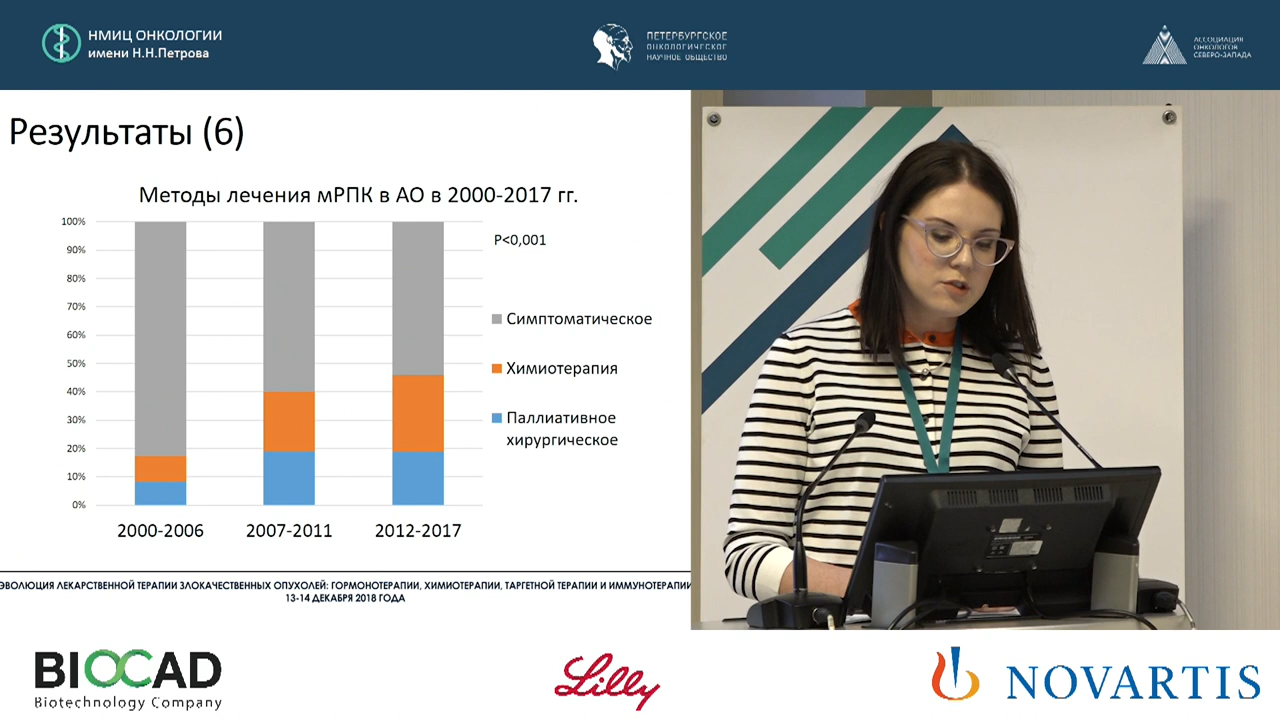 НМИЦ ОНКОЛОГИИ
имени Н.Н.Петрова
ПЕТЕРБУРГСКОЕ
ОНКОЛОГИЧЕСКОЕ
НАУЧНОЕ ОБЩЕСТВО
АССОЦИАЦИЯ
ОНКОЛОГОВ
СЕВЕРО-ЗАПАДА
Результаты (6)
Методы лечения мРПК в АО в 2000-2017 гг.
100%
90%
80%
70%
60%
50%
40%
30%
20%
10%
0%
P<0,001
Симптоматическое
Химиотерапия
Паллиативное
хирургическое
2000-2006 2007-2011 2012-2017
ЭВОЛЮЦИЯ ЛЕКАРСТВЕННОЙ ТЕРАПИИ ЗЛОКАЧЕСТВЕННЫХ ОПУХОЛЕЙ: ГОРМОНОТЕРАПИИ, ХИМИОТЕРАПИИ, ТАРГЕТНОЙ ТЕРАПИИ И ИММУНОТЕРАПИИ
13-14 ДЕКАБРЯ 2018 ГОДА
BIOCAD
Biotechnology Company
Lilly
NOVARTIS